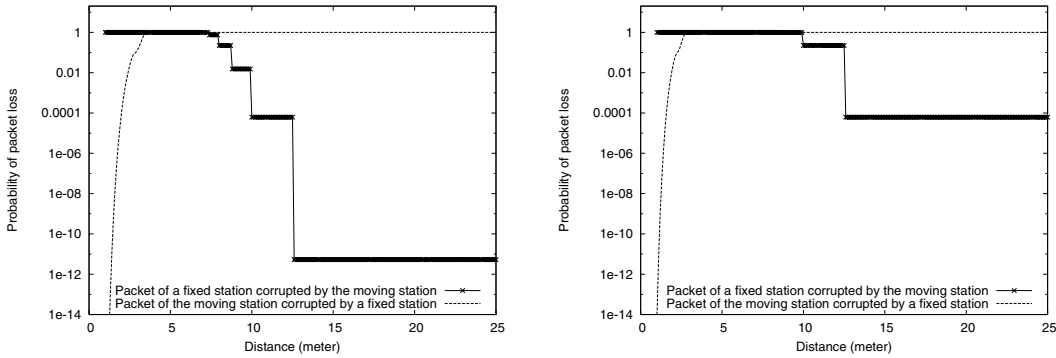 Probability of packet loss
1
0.01
0.0001
1e-06
1e-08
1e-10
1e-12
1e-14
Packet of a fixed station corrupted by the moving station
Packet of the moving station corrupted by a fixed station
0 5 10 15 20 25
Distance (meter)
Probability of packet loss
1
0.01
0.0001
1e-06
1e-08
1e-10
1e-12
1e-14
Packet of a fixed station corrupted by the moving station
Packet of the moving station corrupted by a fixed station
0 5 10 15 20 25
Distance (meter)